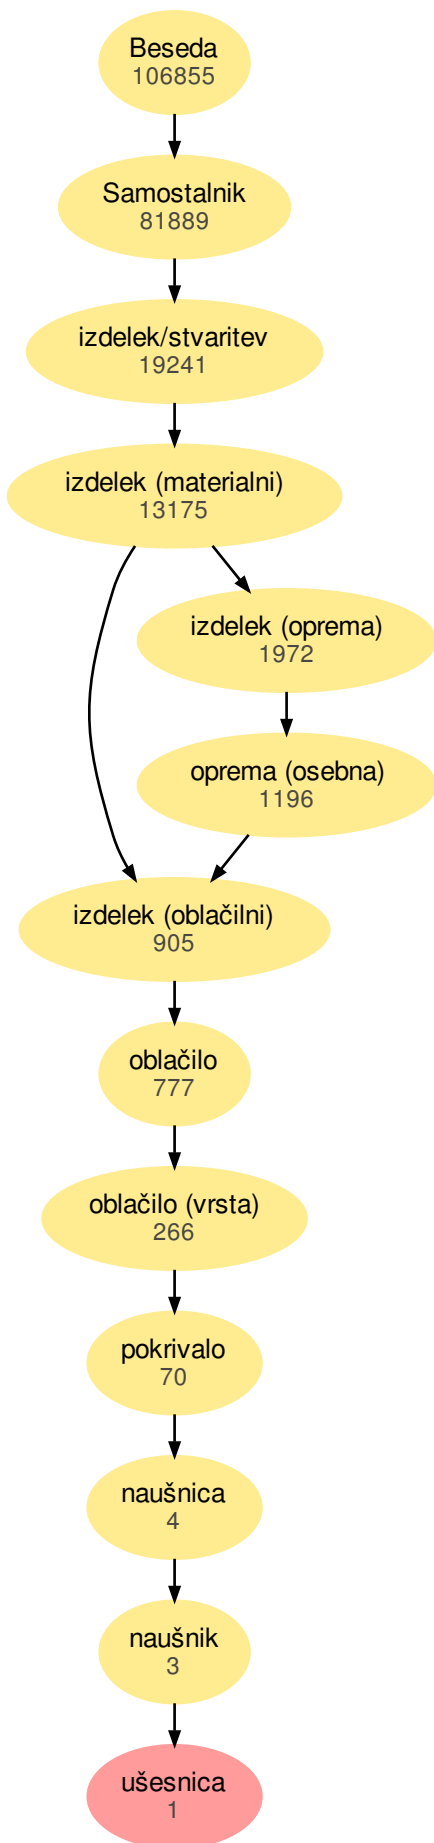 Beseda
106855
Samostalnik
81889
izdelek/stvaritev
19241
izdelek (materialni)
13175
izdelek (oprema)
1972
oprema (osebna)
1196
izdelek (oblačilni)
905
oblačilo
777
oblačilo (vrsta)
266
pokrivalo
70
naušnica
4
naušnik
3
ušesnica
1